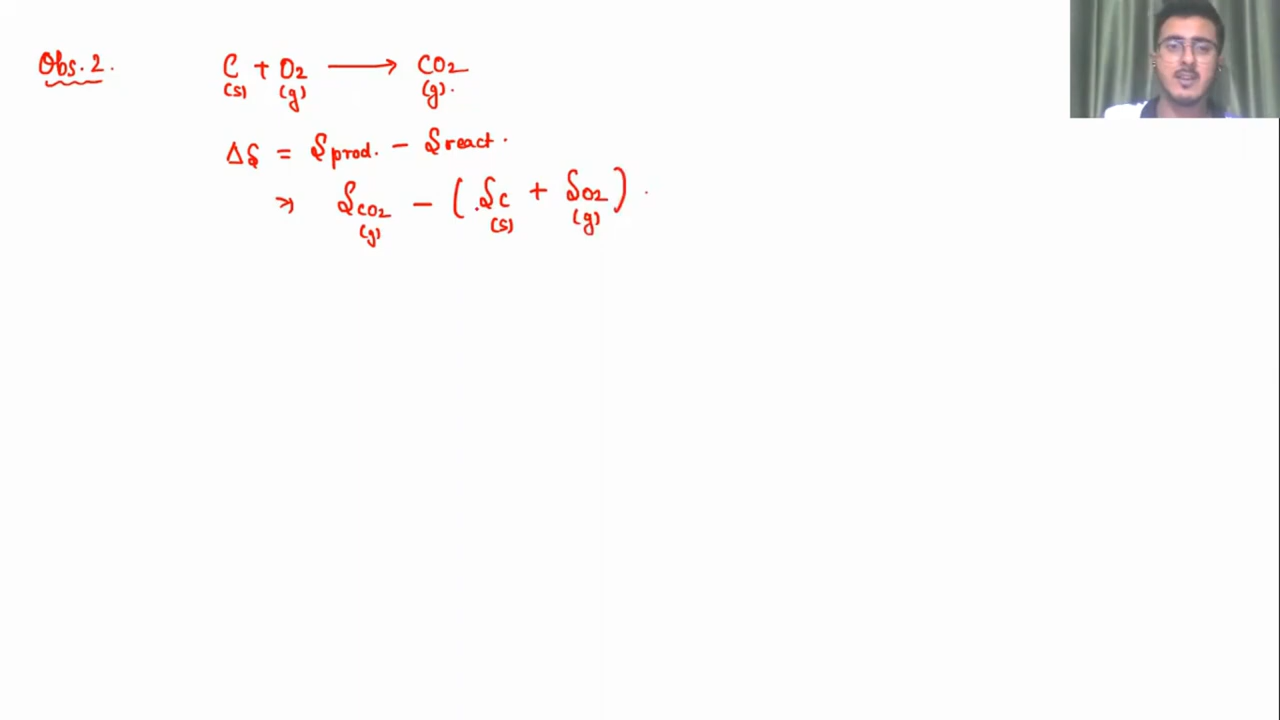 Obs. 2. C + O2 ⟶ CO2
(s) (g) (g).
ΔS = Sprod. - Sreact.
⇒ SCO2 - (SC + SO2).
(g) (s) (g)